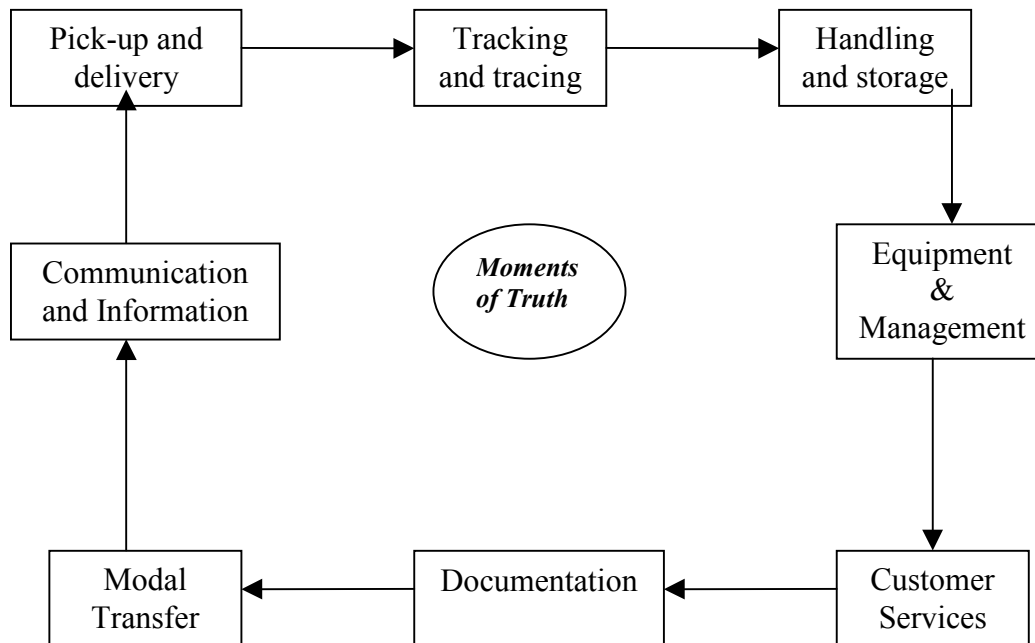 Pick-up and
delivery
Tracking
and tracing
Handling
and storage
Communication
and Information
Moments
of Truth
Equipment
&
Management
Modal
Transfer
Documentation
Customer
Services